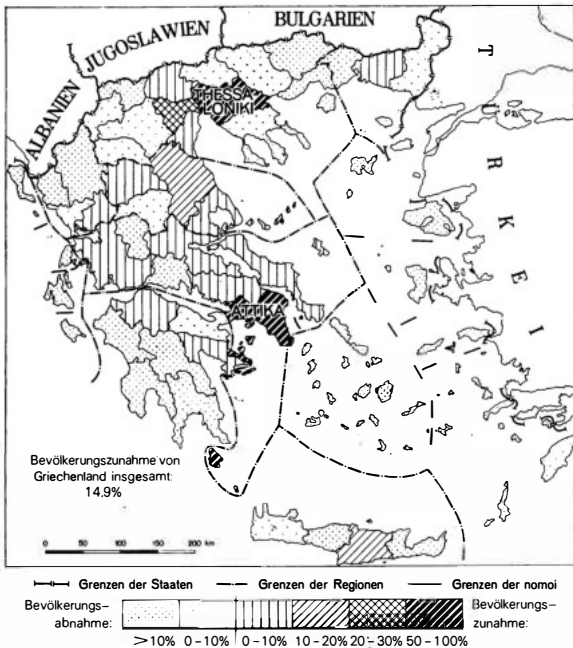 BULGARIEN
JUGOSLAWIEN
ALBANIEN
T
Ü
R
K
E
I
THESSA
LONIKI
ATTIKA
Bevölkerungszunahme von
Griechenland insgesamt:
14.9%
0 50 100 150 200 km
Grenzen der Staaten Grenzen der Regionen Grenzen der nomoi
Bevölkerungs-
abnahme:
Bevölkerungs-
zunahme:
>10% 0-10% 0-10% 10-20% 20-30% 50-100%